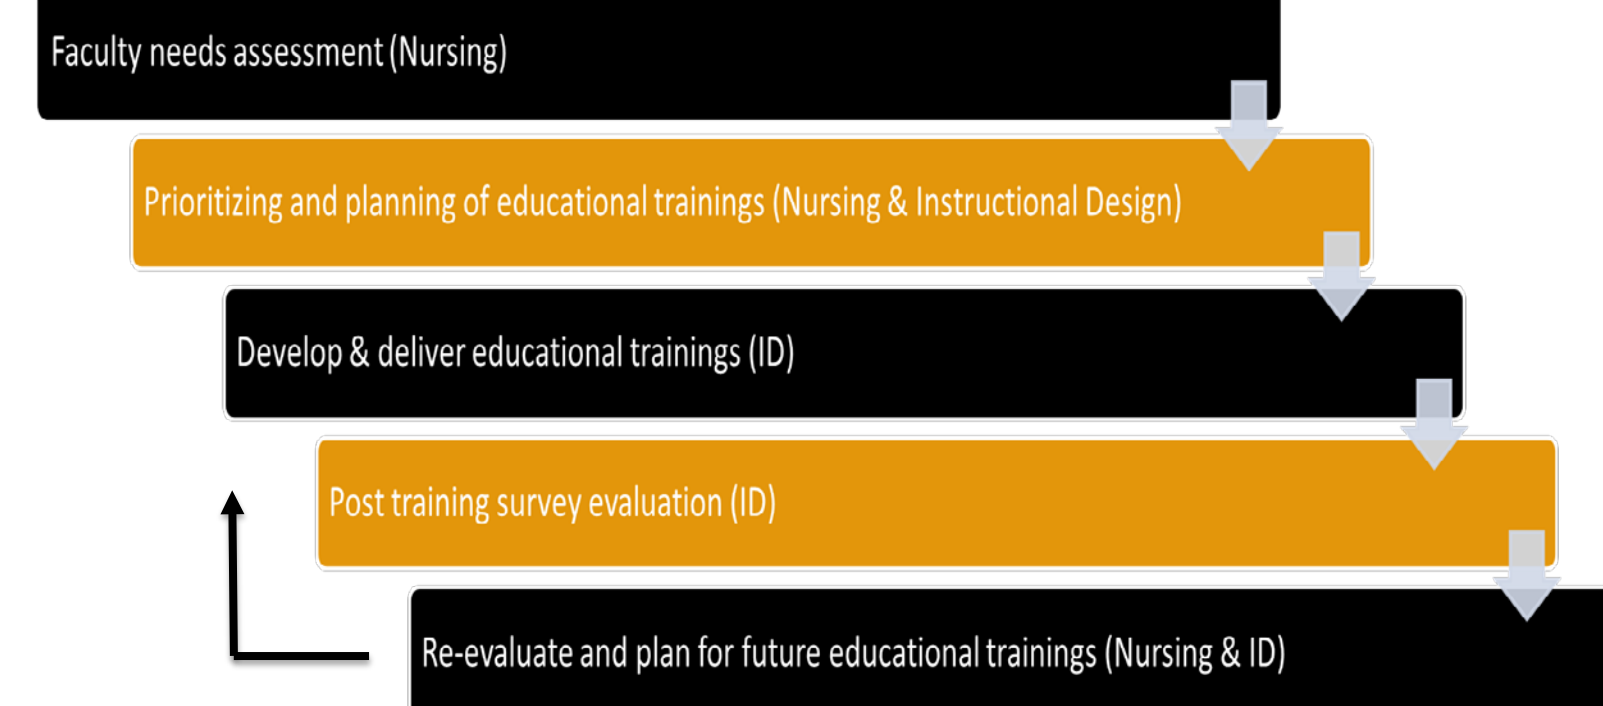 Faculty needs assessment (Nursing)
Prioritizing and planning of educational trainings (Nursing & Instructional Design)
Develop & deliver educational trainings (ID)
Post training survey evaluation (ID)
Re-evaluate and plan for future educational trainings (Nursing & ID)